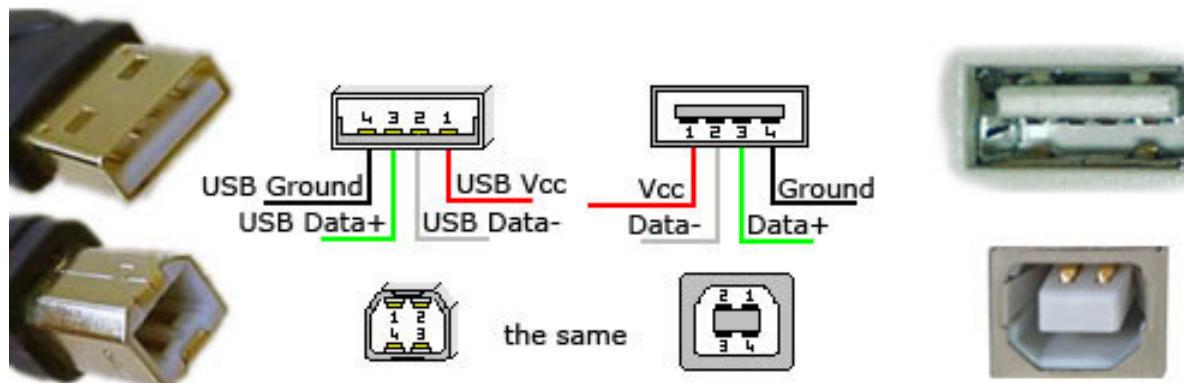 4 3 2 1
1 2 3 4
USB Ground
USB Vcc
Vcc
Ground
USB Data+
USB Data-
Data-
Data+
1 2
4 3
the same
2 1
3 4